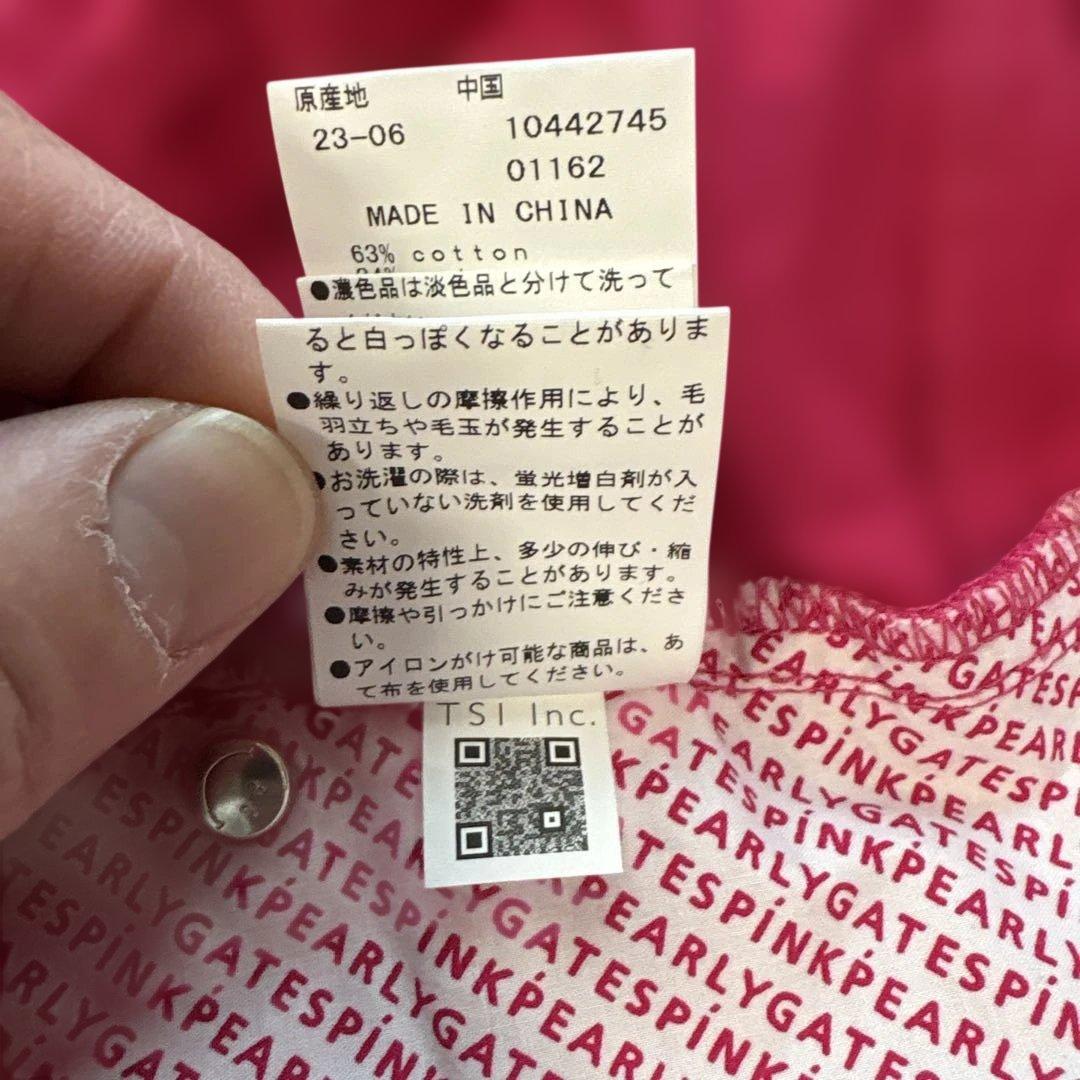 原産地 中国
23-06 10442745
01162
MADE IN CHINA
63% cotton
●濃色品は淡色品と分けて洗って
ると白っぽくなることがありま
す。
●繰り返しの摩擦作用により、毛
羽立ちや毛玉が発生することが
あります。
●お洗濯の際は、蛍光増白剤が入
っていない洗剤を使用してくだ
さい。
●素材の特性上、多少の伸び・縮
みが発生することがあります。
●摩擦や引っかけにご注意くださ
い。
●アイロンがけ可能な商品は、あ
て布を使用してください。
TSI Inc.
EARLYGATESP
GATESPINKPEARL
EARLYGATESPIN
KPEARLYGATESPINKPEARLY
GATESPINKPEARLYGATESPIN
TESPINKPEARLYGATESPINKPEARLY